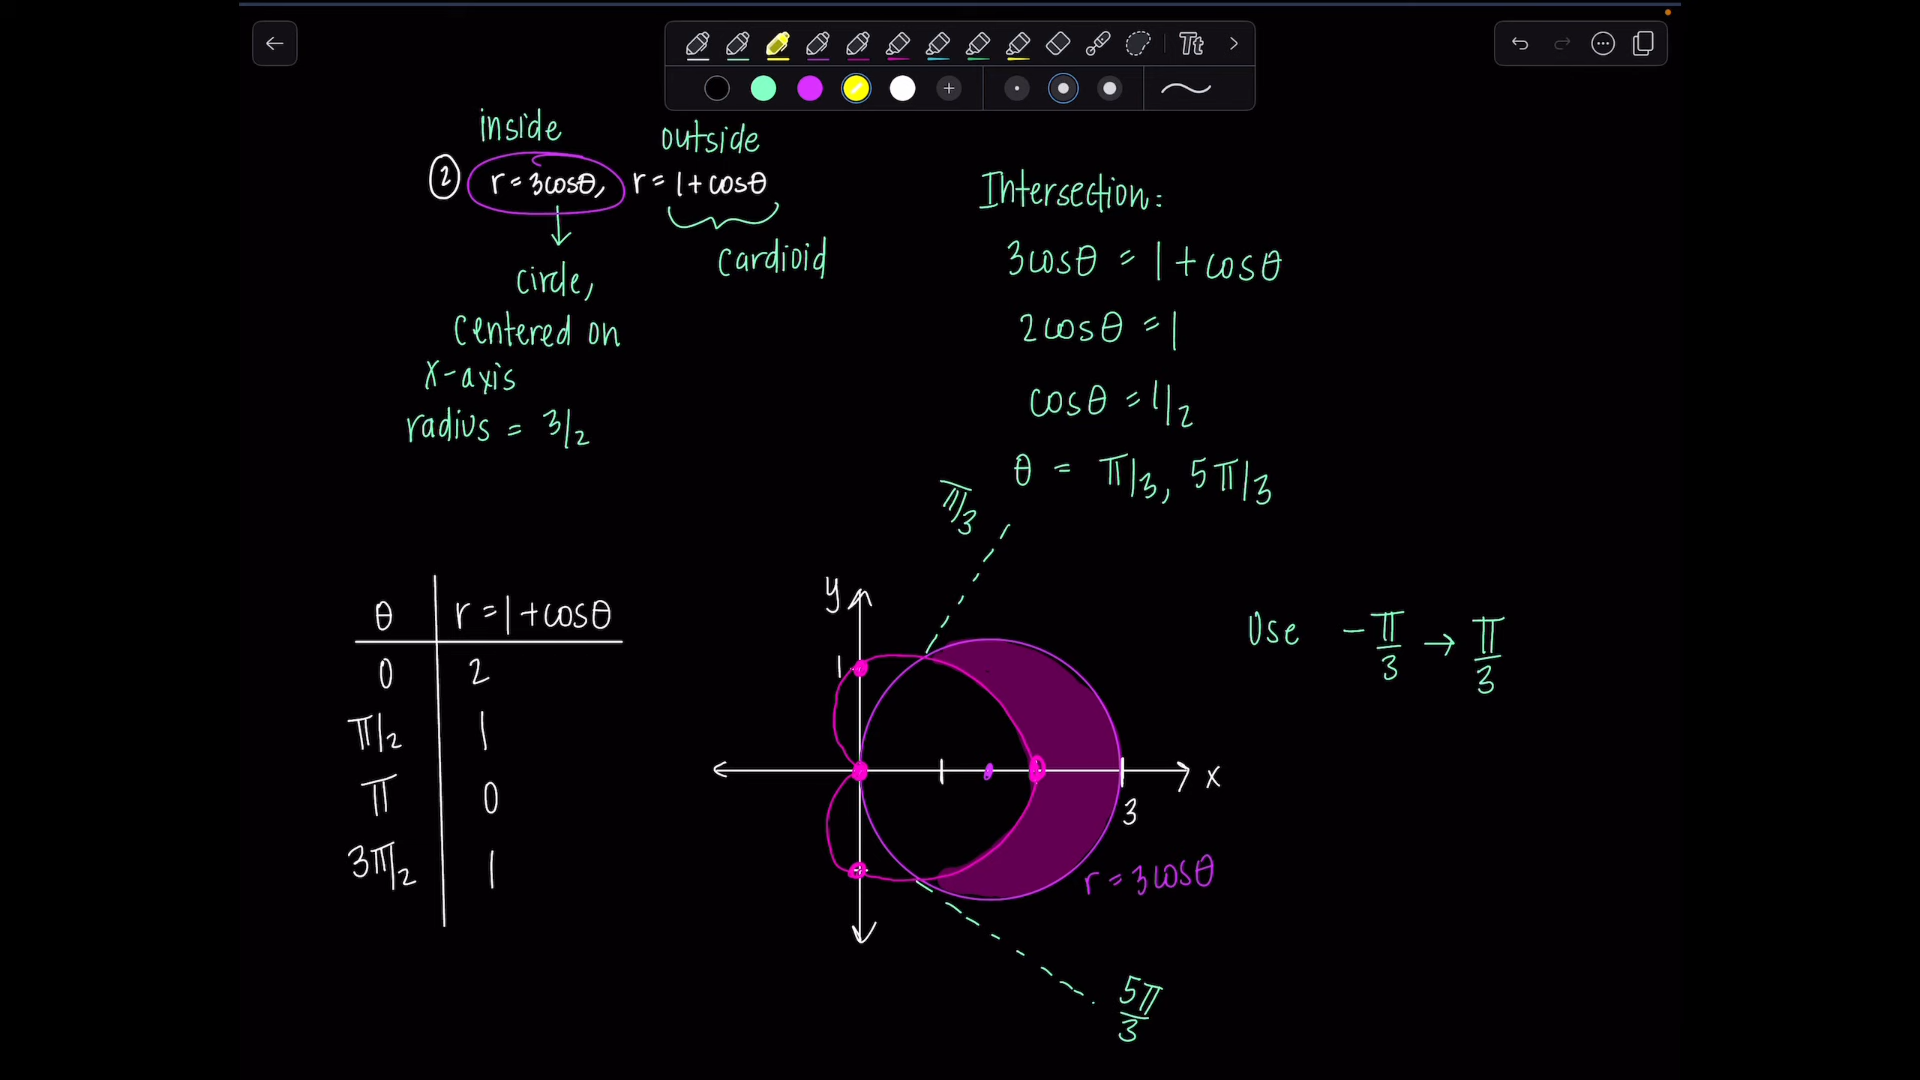 Tt
inside
outside
② r = 3cosθ, r = 1 + cosθ
circle,
centered on
x-axis
radius = 3/2
cardioid
Intersection:
3cosθ = 1 + cosθ
2cosθ = 1
cosθ = 1/2
θ = π/3, 5π/3
π/3
θ r = 1 + cosθ
0 2
π/2 1
π 0
3π/2 1
y
1
x
3
r = 3cosθ
5π/3
Use -π/3 → π/3